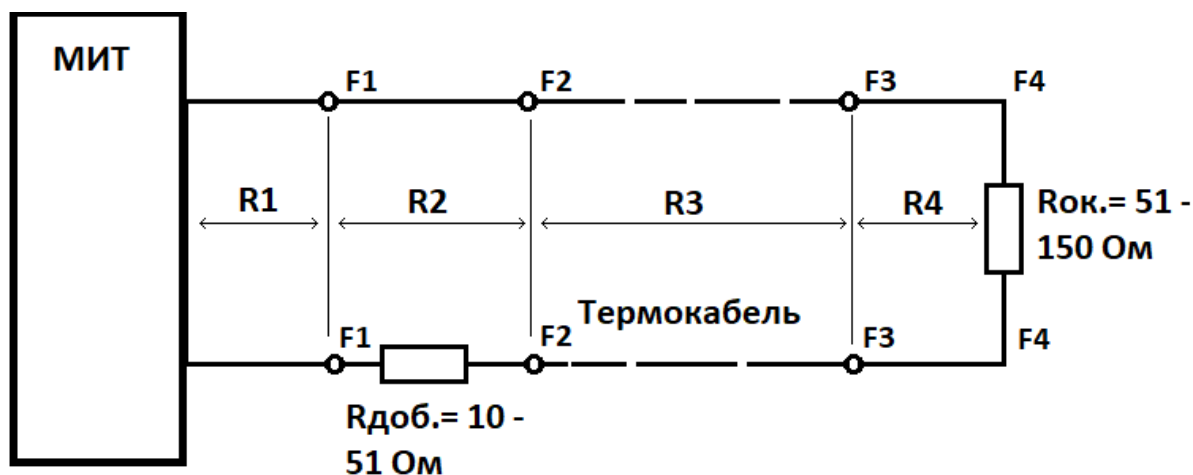 МИТ
F1
F2
F3
F4
R1
R2
R3
R4
Rок.= 51 -
150 Ом
Термокабель
F1
F2
F3
F4
Rдоб.= 10 -
51 Ом